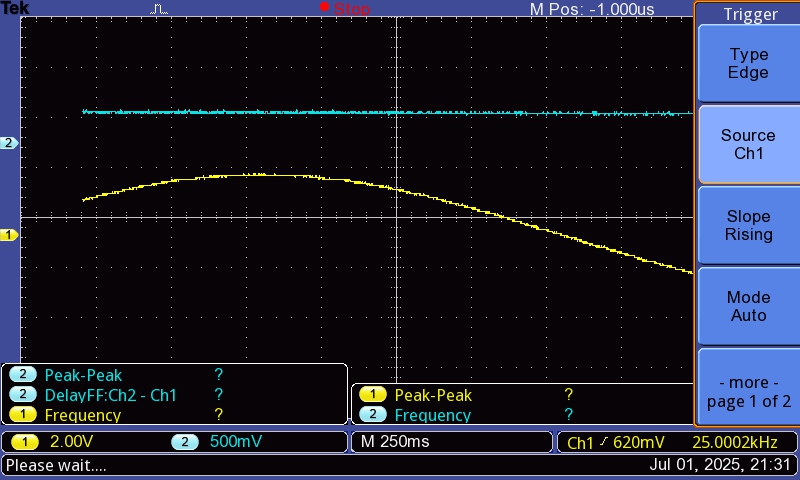 Tek
Stop
M Pos: -1.000us
Trigger
Type
Edge
Source
Ch1
Slope
Rising
Mode
Auto
- more -
page 1 of 2
2
1
2 Peak-Peak ?
2 DelayFF:Ch2 - Ch1 ?
1 Frequency ?
1 Peak-Peak ?
2 Frequency ?
1 2.00V
2 500mV
M 250ms
Ch1 620mV 25.0002kHz
Please wait....
Jul 01, 2025, 21:31